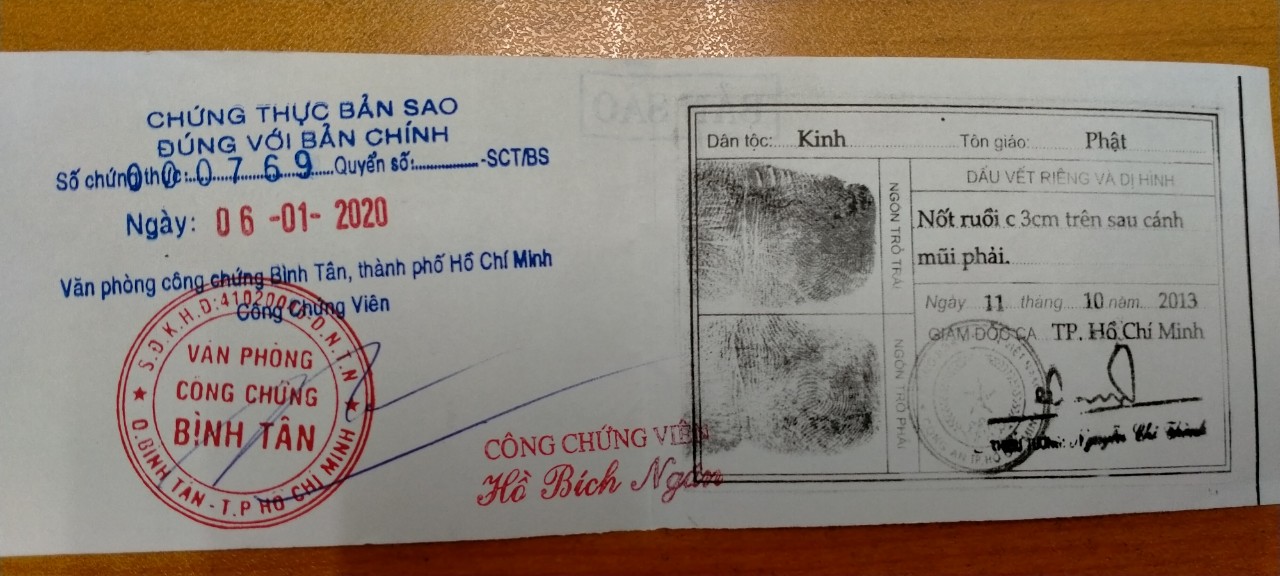 CHỨNG THỰC BẢN SAO
ĐÚNG VỚI BẢN CHÍNH
Số chứng thực:...000769...Quyển số:................-SCT/BS
Ngày: 06 -01- 2020
Văn phòng công chứng Bình Tân, thành phố Hồ Chí Minh
Công Chứng Viên
VĂN PHÒNG
CÔNG CHỨNG
BÌNH TÂN
Q.BÌNH TÂN - T.P HỒ CHÍ MINH
CÔNG CHỨNG VIÊN
Hồ Bích Ngân
BẢN SAO
Dân tộc: Kinh Tôn giáo: Phật
NGÓN TRỎ TRÁI
NGÓN TRỎ PHẢI
DẤU VẾT RIÊNG VÀ DỊ HÌNH
Nốt ruồi c 3cm trên sau cánh
mũi phải.
Ngày 11 tháng 10 năm 2013
GIÁM ĐỐC CA TP. Hồ Chí Minh
Nguyễn Chí Thành